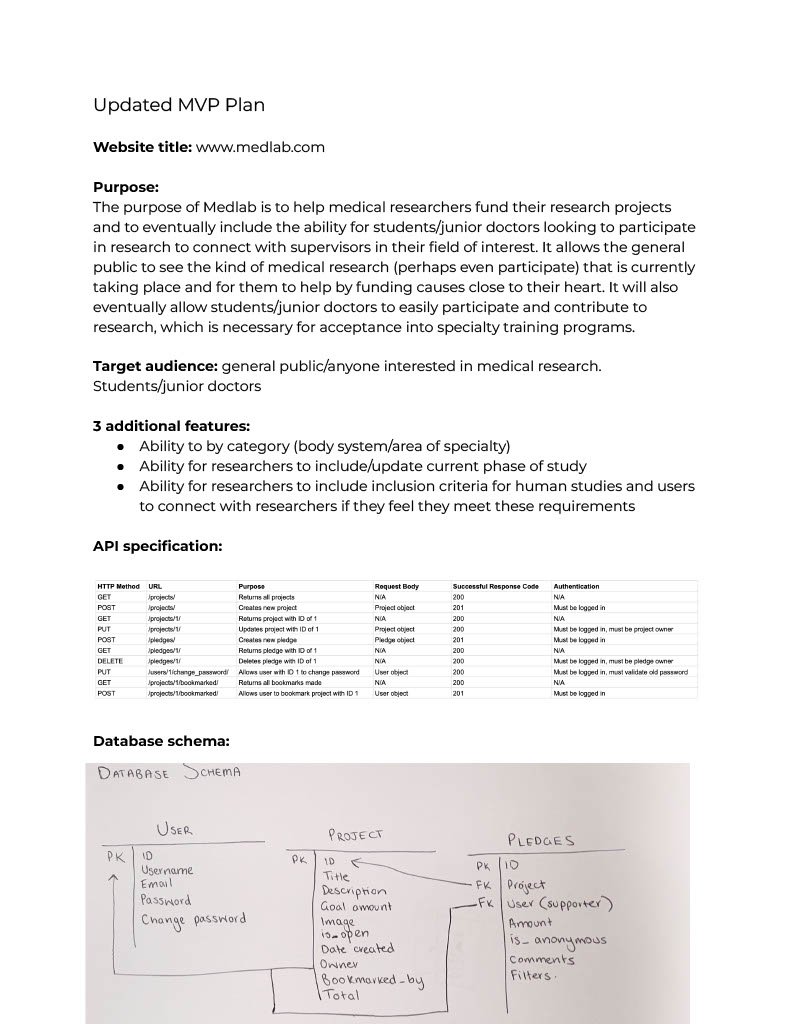 Updated MVP Plan
Website title: www.medlab.com
Purpose:
The purpose of Medlab is to help medical researchers fund their research projects
and to eventually include the ability for students/junior doctors looking to participate
in research to connect with supervisors in their field of interest. It allows the general
public to see the kind of medical research (perhaps even participate) that is currently
taking place and for them to help by funding causes close to their heart. It will also
eventually allow students/junior doctors to easily participate and contribute to
research, which is necessary for acceptance into specialty training programs.
Target audience: general public/anyone interested in medical research.
Students/junior doctors
3 additional features:
● Ability to by category (body system/area of specialty)
● Ability for researchers to include/update current phase of study
● Ability for researchers to include inclusion criteria for human studies and users
to connect with researchers if they feel they meet these requirements
API specification:
HTTP Method URL Purpose Request Body Successful Response Code Authentication
GET /projects/ Returns all projects N/A 200 N/A
POST /projects/ Creates new project Project object 201 Must be logged in
GET /projects/1/ Returns project with ID of 1 N/A 200 N/A
PUT /projects/1/ Updates project with ID of 1 Project object 200 Must be logged in, must be project owner
POST /pledges/ Creates new pledge Pledge object 201 Must be logged in
GET /pledges/1/ Returns pledge with ID of 1 N/A 200 N/A
DELETE /pledges/1/ Deletes pledge with ID of 1 N/A 200 Must be logged in, must be pledge owner
PUT /users/1/change_password/ Allows user with ID 1 to change password User object 200 Must be logged in, must validate old password
GET /projects/1/bookmarked/ Returns all bookmarks made N/A 200 N/A
POST /projects/1/bookmarked/ Allows user to bookmark project with ID 1 User object 201 Must be logged in
Database schema:
DATABASE SCHEMA
USER
PK ID
Username
Email
Password
Change password
PROJECT
PK ID
Title
Description
Goal amount
Image
is_open
Date created
Owner
Bookmarked_by
Total
PLEDGES
PK ID
FK Project
FK User (supporter)
Amount
is_anonymous
Comments
Filters.